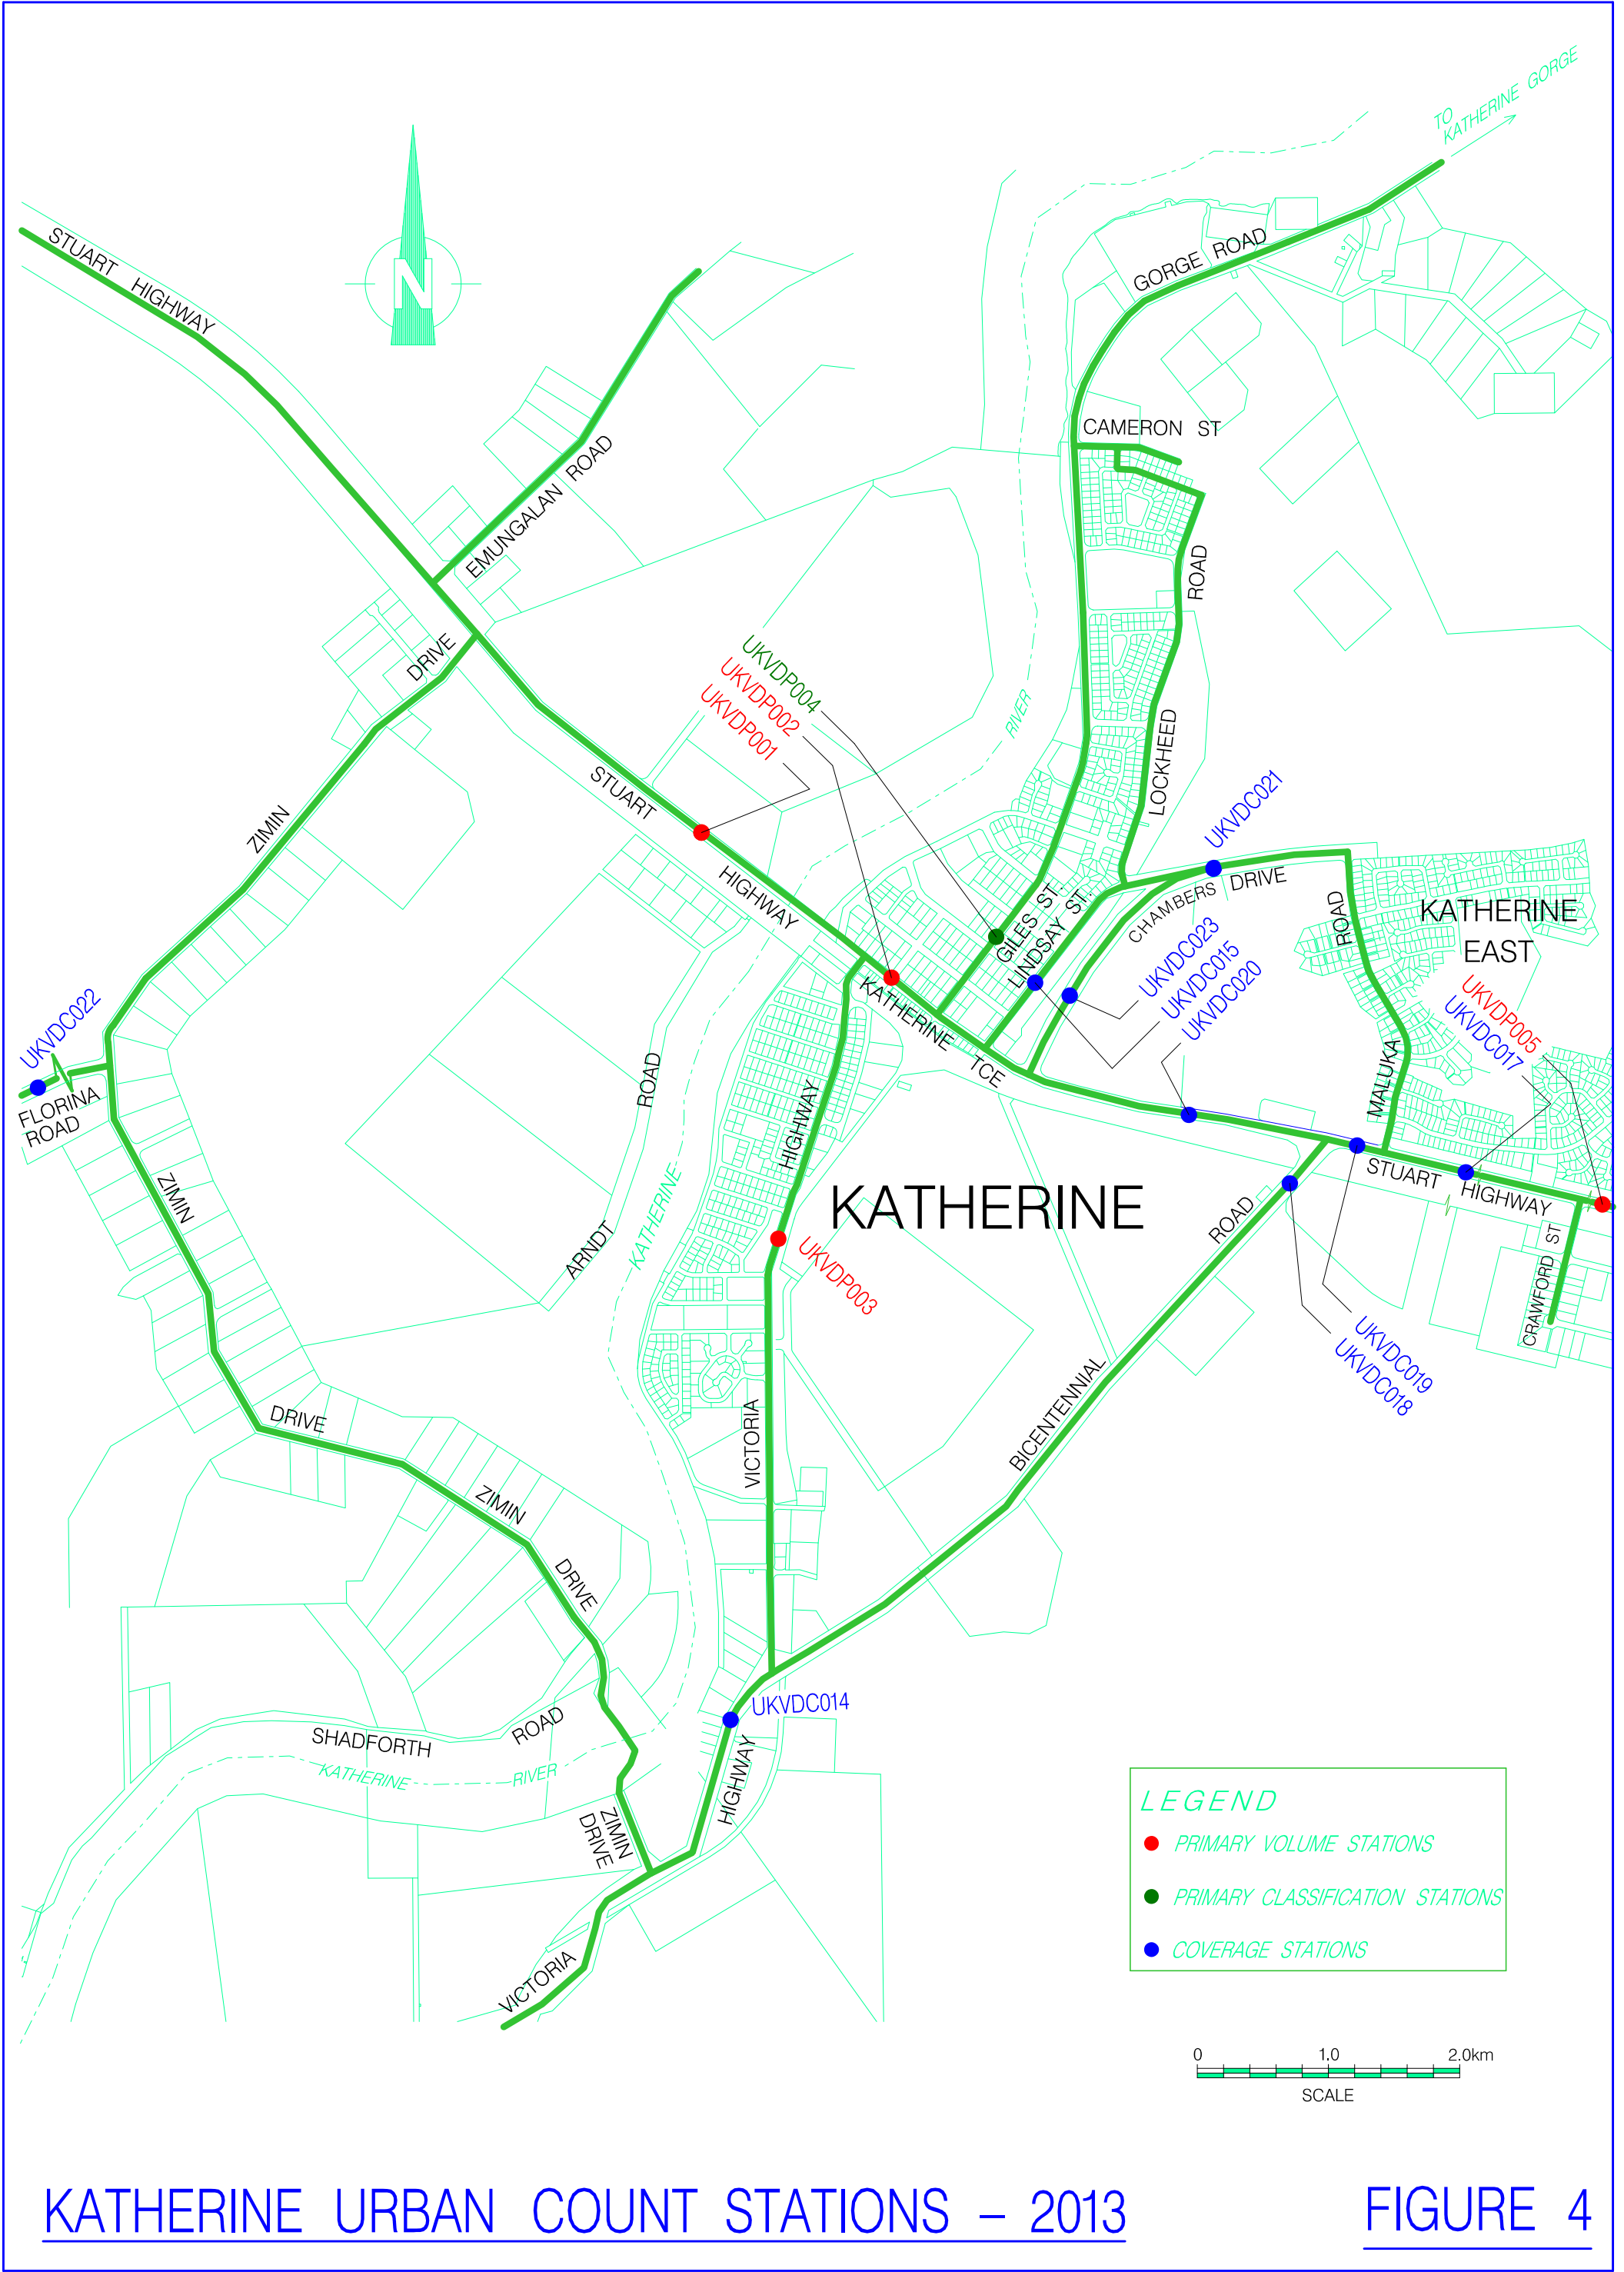 TO
KATHERINE GORGE
STUART HIGHWAY
N
GORGE ROAD
CAMERON ST
EMUNGALAN ROAD
ROAD
DRIVE
UKVDP004
UKVDP002
UKVDP001
RIVER
LOCKHEED
STUART
ZIMIN
UKVDC021
HIGHWAY
CHAMBERS DRIVE
GILES ST.
LINDSAY ST.
ROAD
KATHERINE
EAST
UKVDC023
UKVDC015
UKVDC020
UKVDP005
UKVDC017
KATHERINE TCE
UKVDC022
FLORINA
ROAD
ROAD
MALUKA
HIGHWAY
STUART HIGHWAY
ZIMIN
KATHERINE
KATHERINE
ROAD
ARNDT
CRAWFORD ST
UKVDP003
UKVDC019
UKVDC018
BICENTENNIAL
DRIVE
VICTORIA
ZIMIN
DRIVE
UKVDC014
SHADFORTH ROAD
KATHERINE RIVER
HIGHWAY
ZIMIN
DRIVE
VICTORIA
LEGEND
PRIMARY VOLUME STATIONS
PRIMARY CLASSIFICATION STATIONS
COVERAGE STATIONS
0 1.0 2.0km
SCALE
KATHERINE URBAN COUNT STATIONS – 2013
FIGURE 4